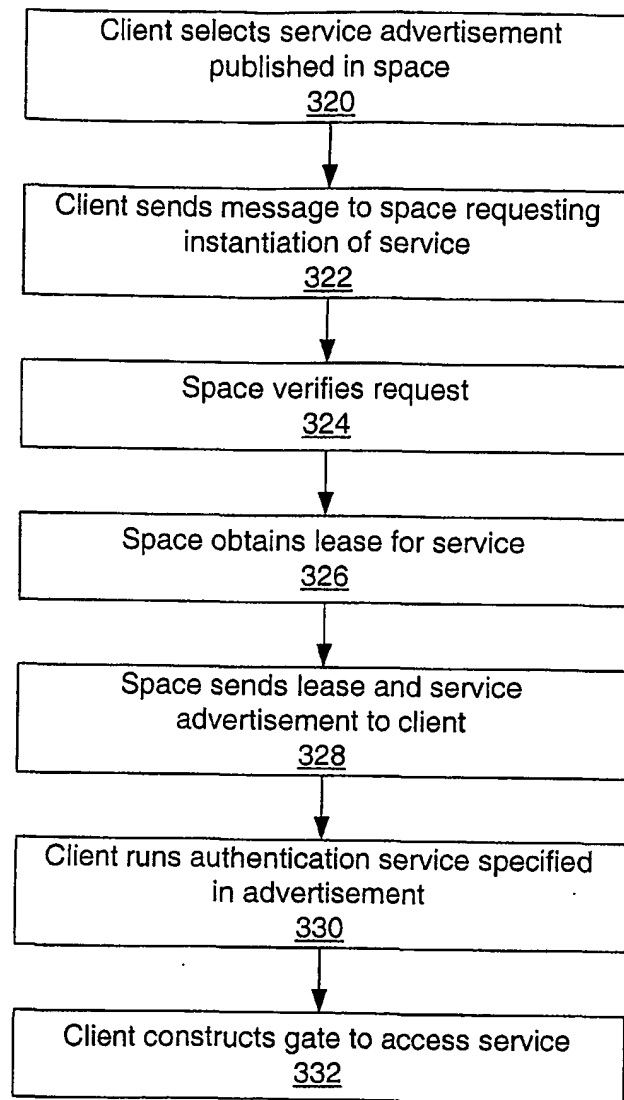 Client selects service advertisement
published in space
320
Client sends message to space requesting
instantiation of service
322
Space verifies request
324
Space obtains lease for service
326
Space sends lease and service
advertisement to client
328
Client runs authentication service specified
in advertisement
330
Client constructs gate to access service
332